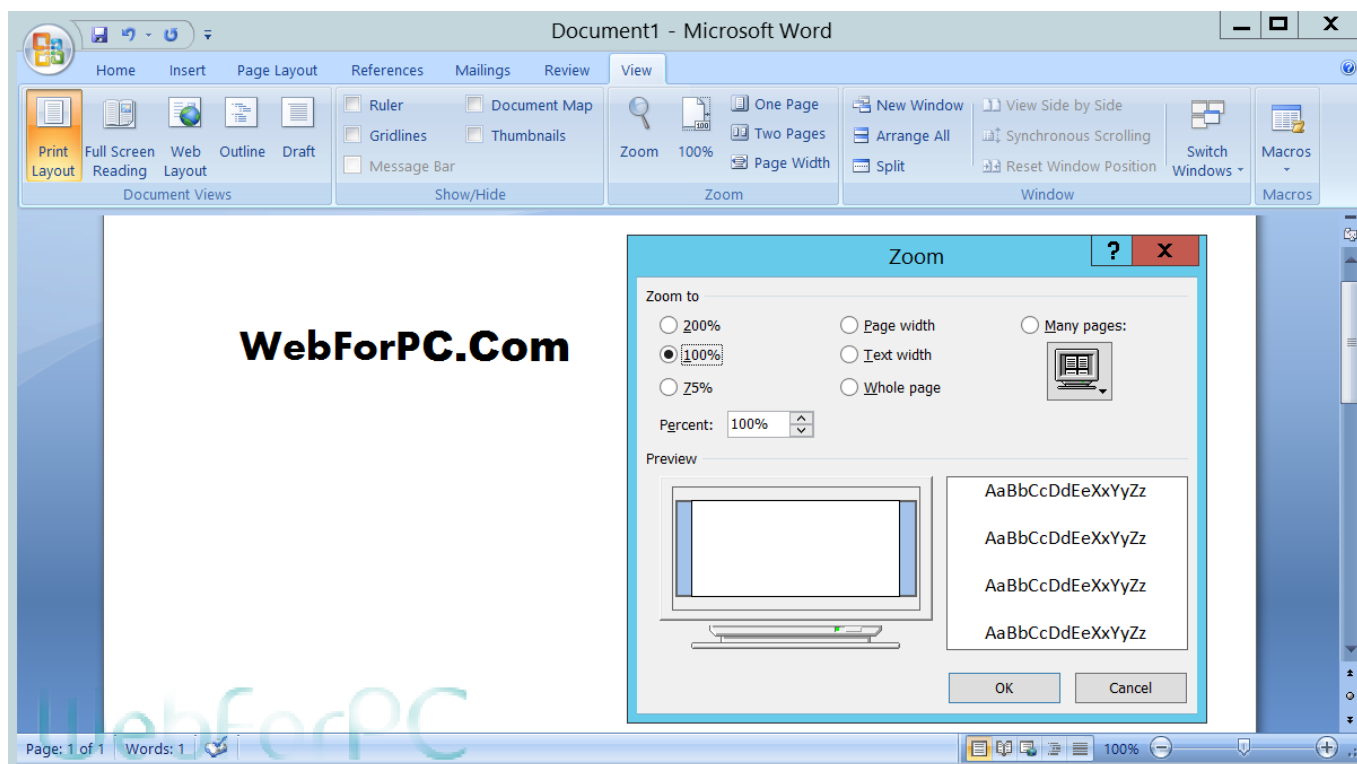 Document1 - Microsoft Word
Home Insert Page Layout References Mailings Review View
Print Layout
Full Screen Reading
Web Layout
Outline
Draft
Document Views
Ruler
Gridlines
Message Bar
Document Map
Thumbnails
Show/Hide
Zoom
100%
One Page
Two Pages
Page Width
Zoom
New Window
Arrange All
Split
View Side by Side
Synchronous Scrolling
Reset Window Position
Switch Windows
Window
Macros
Macros
WebForPC.Com
Zoom
? X
Zoom to
200%
100%
75%
Page width
Text width
Whole page
Many pages:
Percent: 100%
Preview
AaBbCcDdEeXxYyZz
AaBbCcDdEeXxYyZz
AaBbCcDdEeXxYyZz
AaBbCcDdEeXxYyZz
OK Cancel
WebForPC
Page: 1 of 1 Words: 1 100%